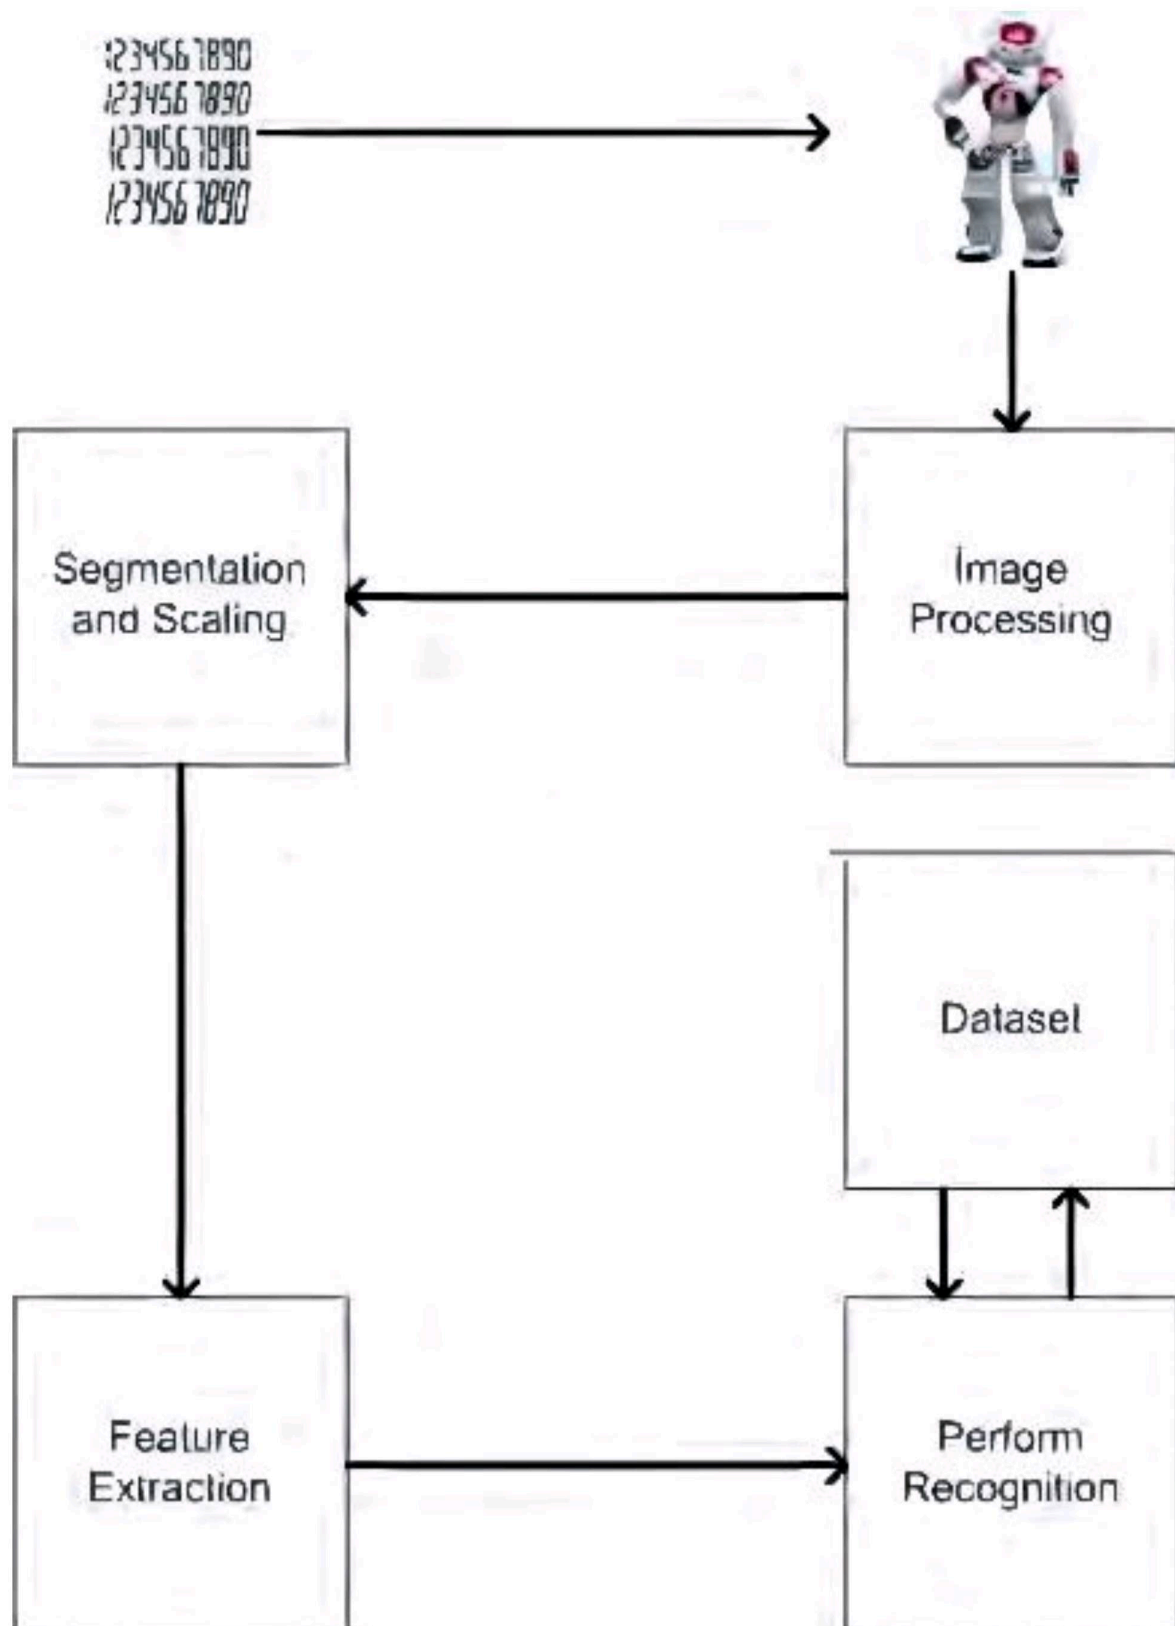 1234567890
1234567890
1234567890
1234567890
Segmentation
and Scaling
Image
Processing
Dataset
Feature
Extraction
Perform
Recognition